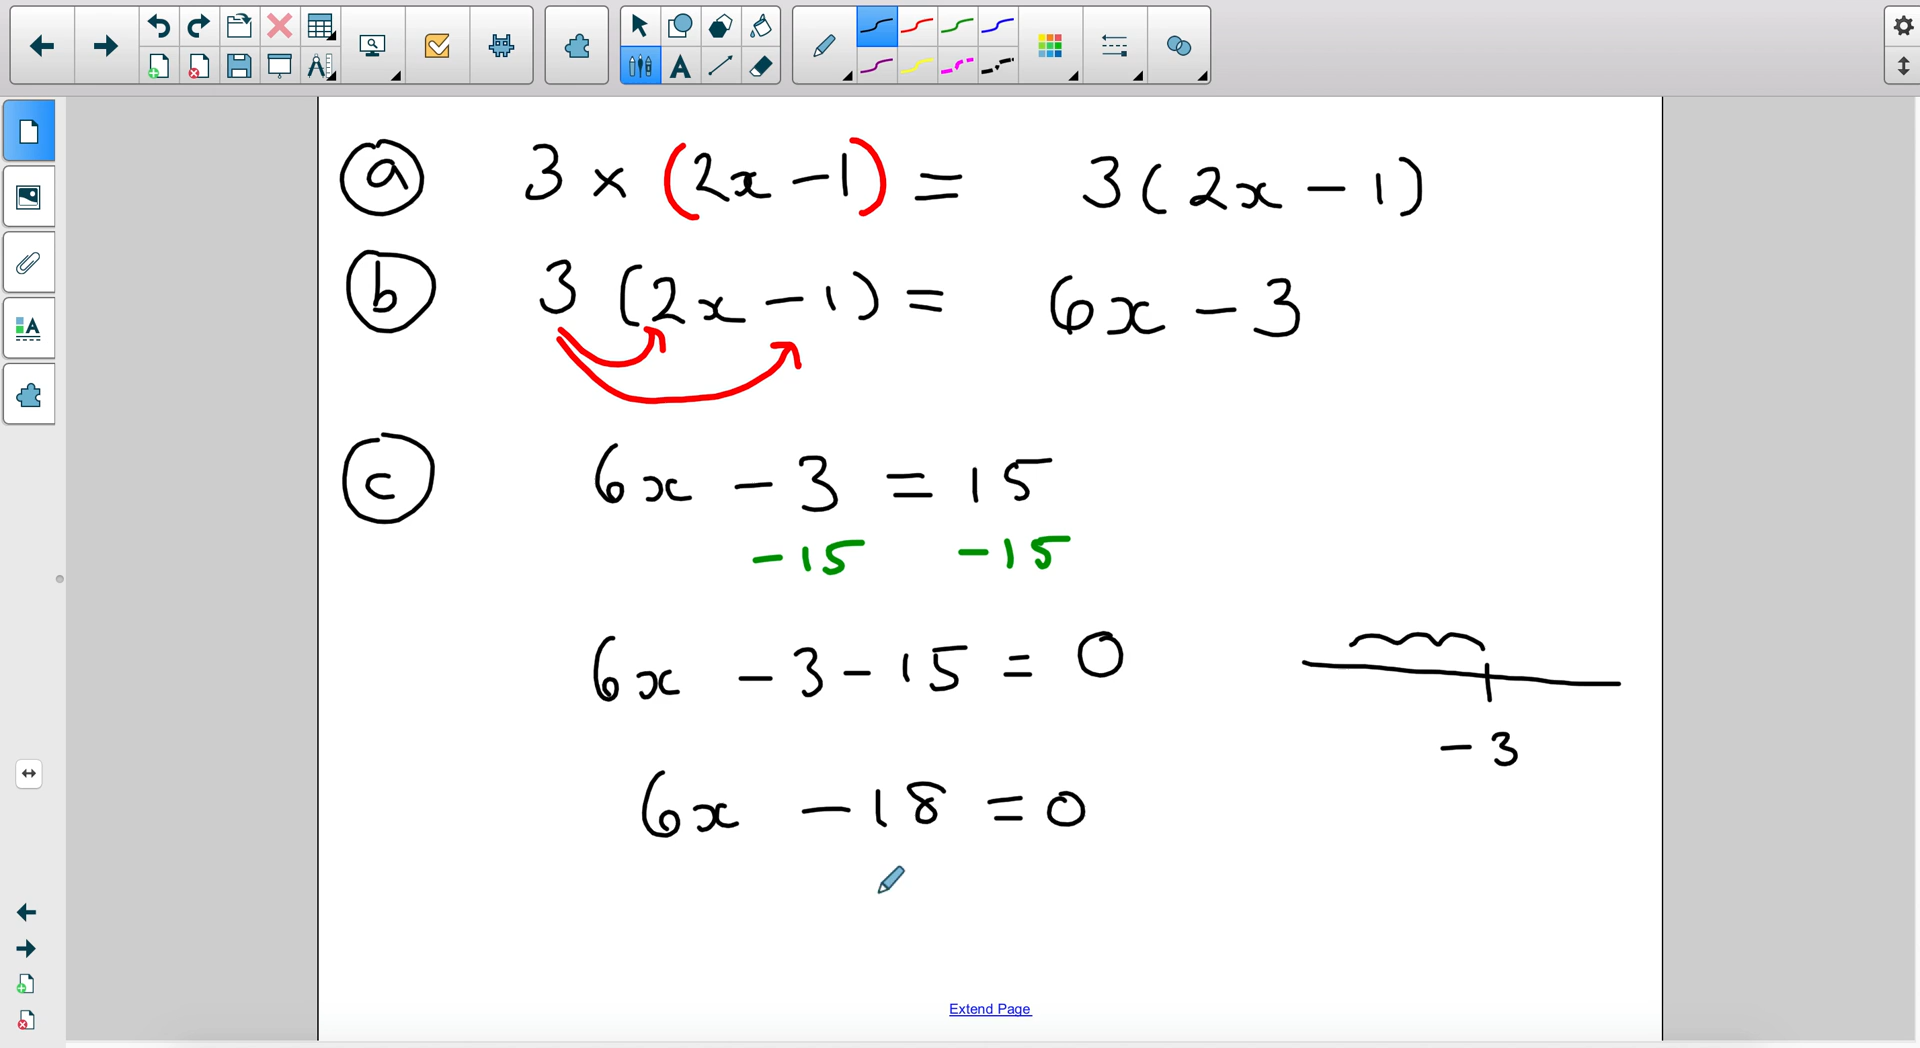 a 3 × (2x - 1) = 3(2x - 1)
b 3 (2x - 1) = 6x - 3
c 6x - 3 = 15
-15 -15
6x - 3 - 15 = 0
-3
6x - 18 = 0
Extend Page